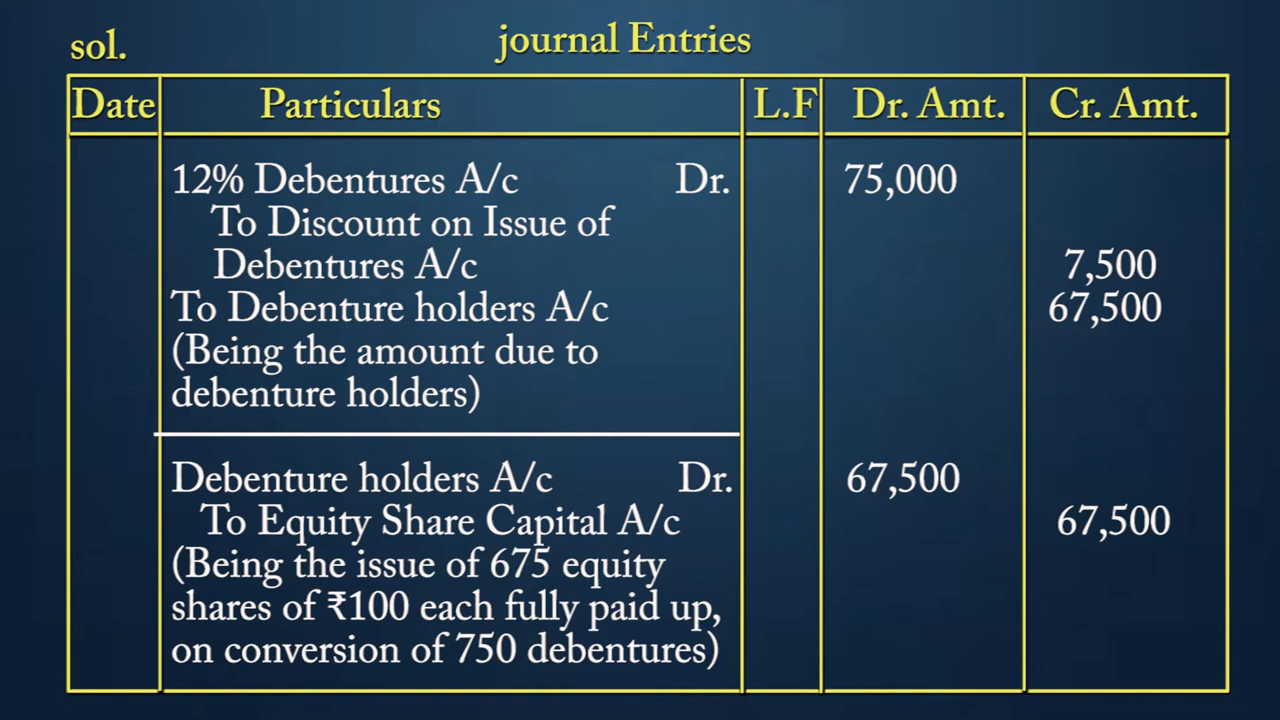 sol.
journal Entries
Date Particulars L.F Dr. Amt. Cr. Amt.
12% Debentures A/c Dr. 75,000
To Discount on Issue of
Debentures A/c 7,500
To Debenture holders A/c 67,500
(Being the amount due to
debenture holders)
Debenture holders A/c Dr. 67,500
To Equity Share Capital A/c 67,500
(Being the issue of 675 equity
shares of ₹100 each fully paid up,
on conversion of 750 debentures)